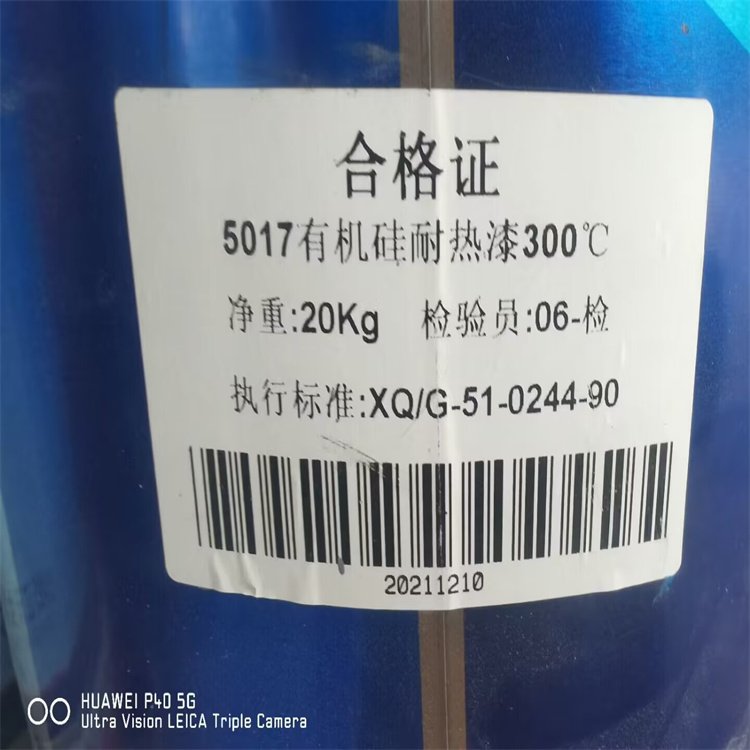 合格证
5017有机硅耐热漆300℃
净重:20Kg 检验员:06-检
执行标准:XQ/G-51-0244-90
20211210
HUAWEI P40 5G
Ultra Vision LEICA Triple Camera